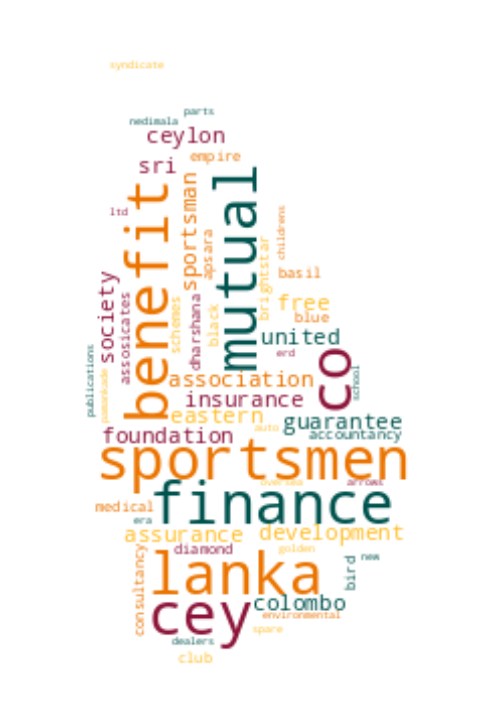 syndicate
parts
nedimala
ceylon
sri
empire
benefit
mutual
sportsman
ltd
apsara
childrens
brightstar
basil
society
assosicates
schemes
dharshana
black
free
blue
united
erd
co
publications
pamankade
school
association
insurance
eastern
guarantee
auto
foundation
accountancy
sportsmen
overseo
arrows
medical
finance
era
assurance
development
diamond
golden
consultancy
lanka
bird
new
cey
colombo
environmental
spare
dealers
club